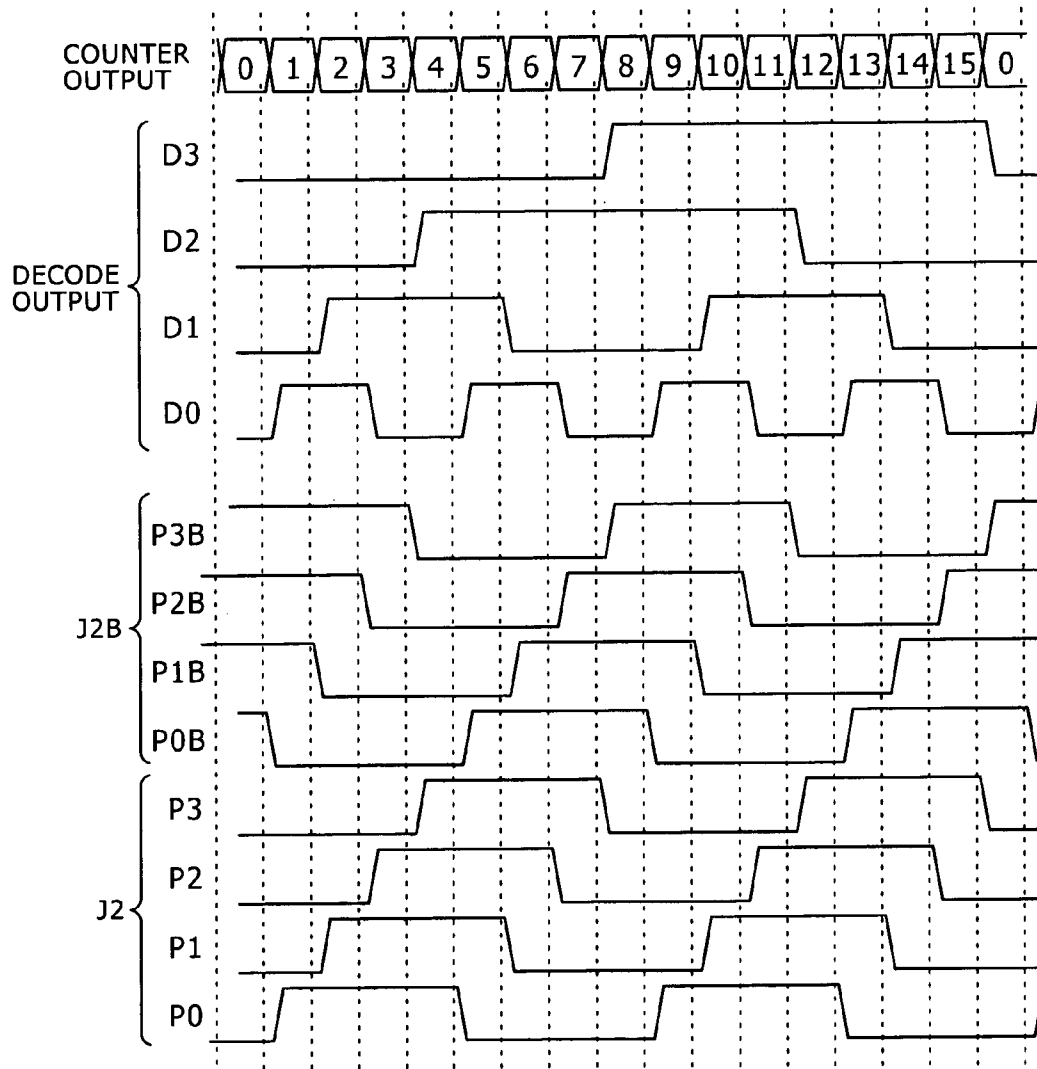 COUNTER
OUTPUT
0 1 2 3 4 5 6 7 8 9 10 11 12 13 14 15 0
DECODE
OUTPUT
D3
D2
D1
D0
J2B
P3B
P2B
P1B
P0B
J2
P3
P2
P1
P0